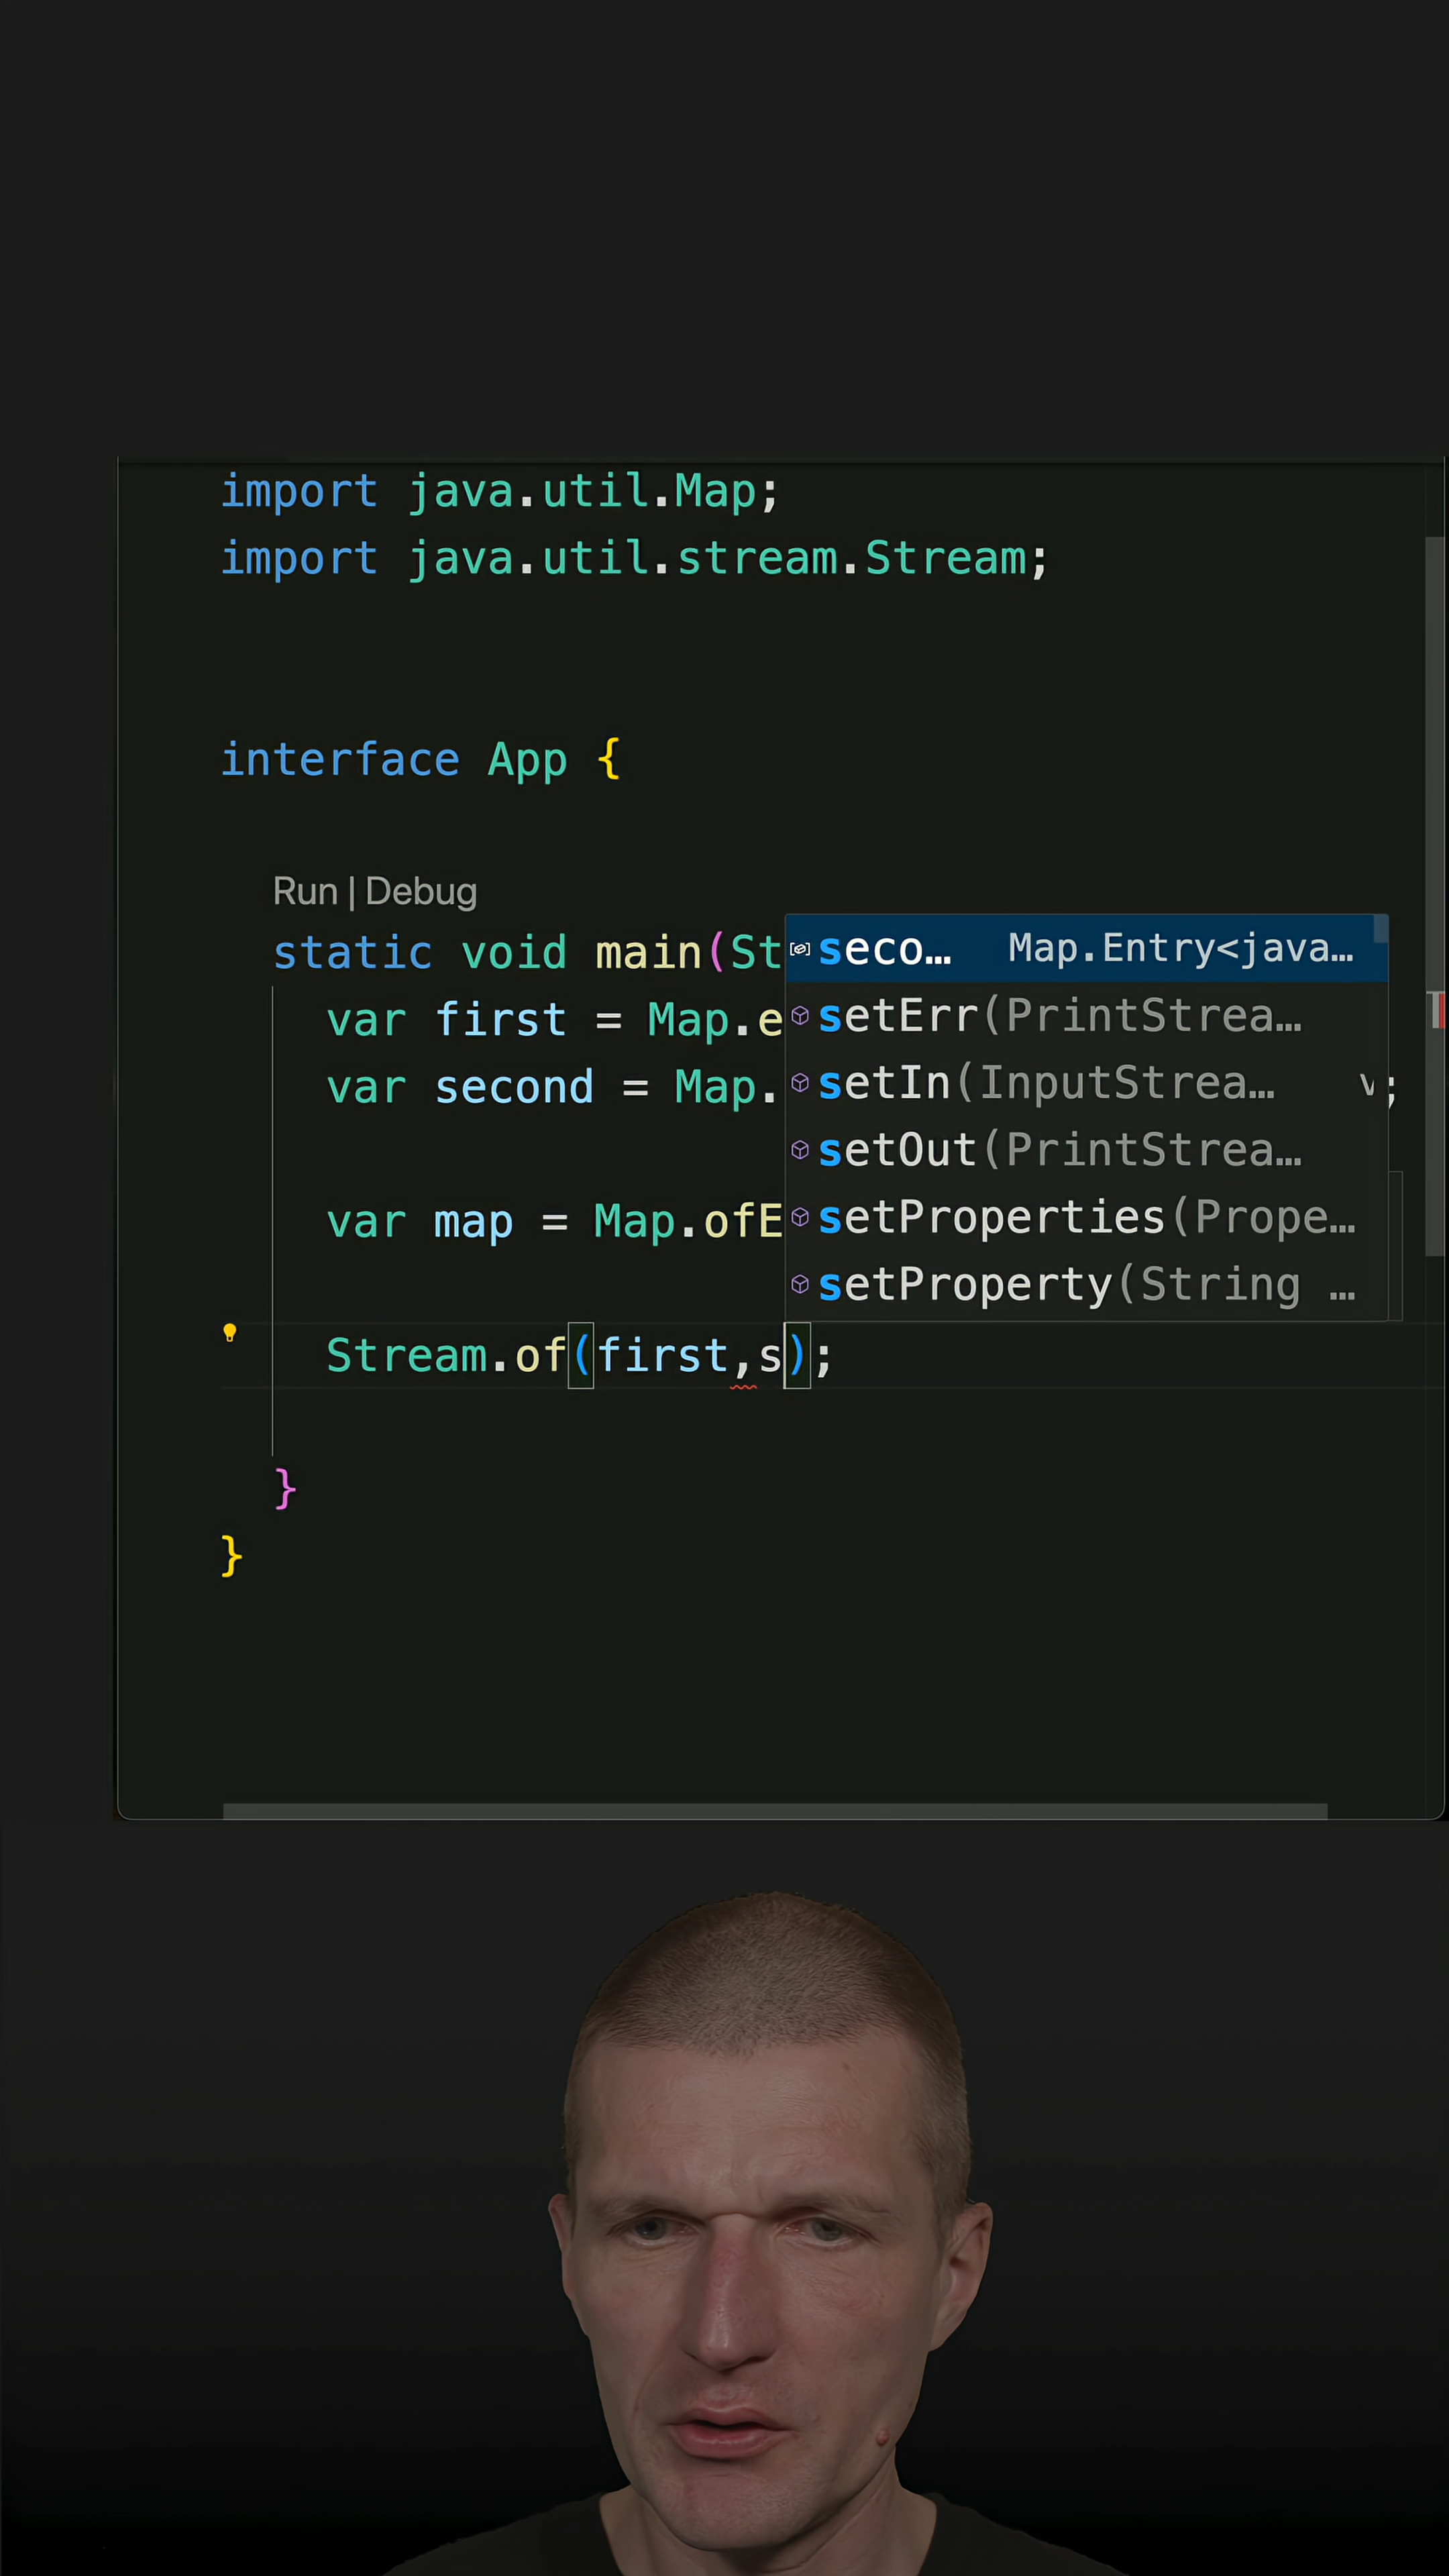 import java.util.Map;
import java.util.stream.Stream;
interface App {
Run | Debug
static void main(St
var first = Map.e
var second = Map.
;
var map = Map.ofE
Stream.of(first,s);
}
}
seco… Map.Entry<java…
setErr(PrintStrea…
setIn(InputStrea… v
setOut(PrintStrea…
setProperties(Prope…
setProperty(String …